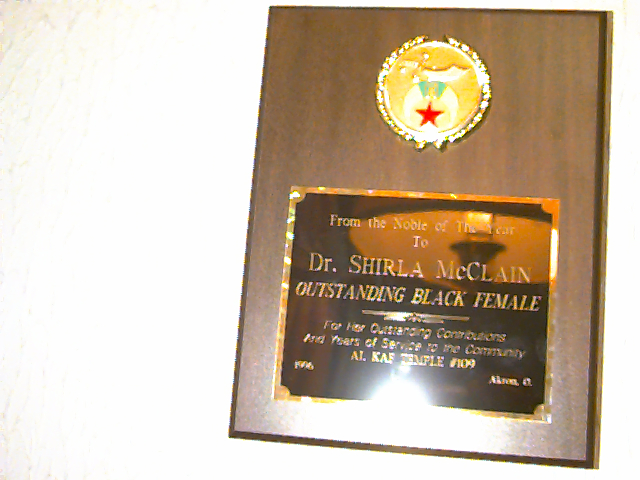 From the Noble of The Year
To
Dr. SHIRLA McCLAIN
OUTSTANDING BLACK FEMALE
For Her Outstanding Contributions
And Years of Service to the Community
AL KAF TEMPLE #109
1996
Akron, O.